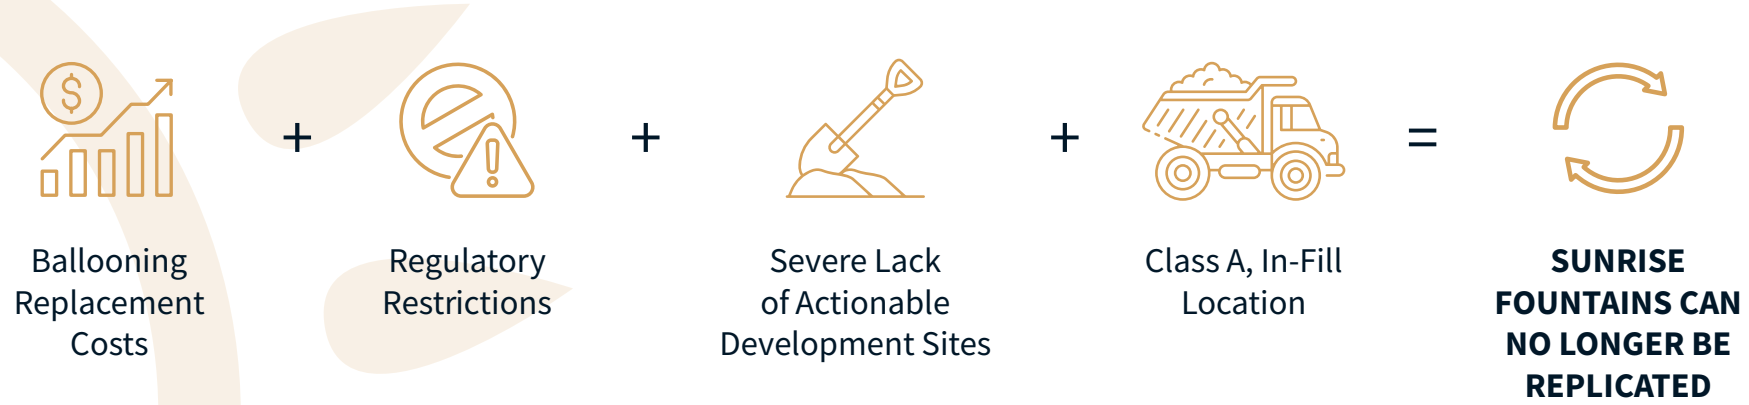 $
+
+
+
=
Ballooning
Replacement
Costs
Regulatory
Restrictions
Severe Lack
of Actionable
Development Sites
Class A, In-Fill
Location
SUNRISE
FOUNTAINS CAN
NO LONGER BE
REPLICATED